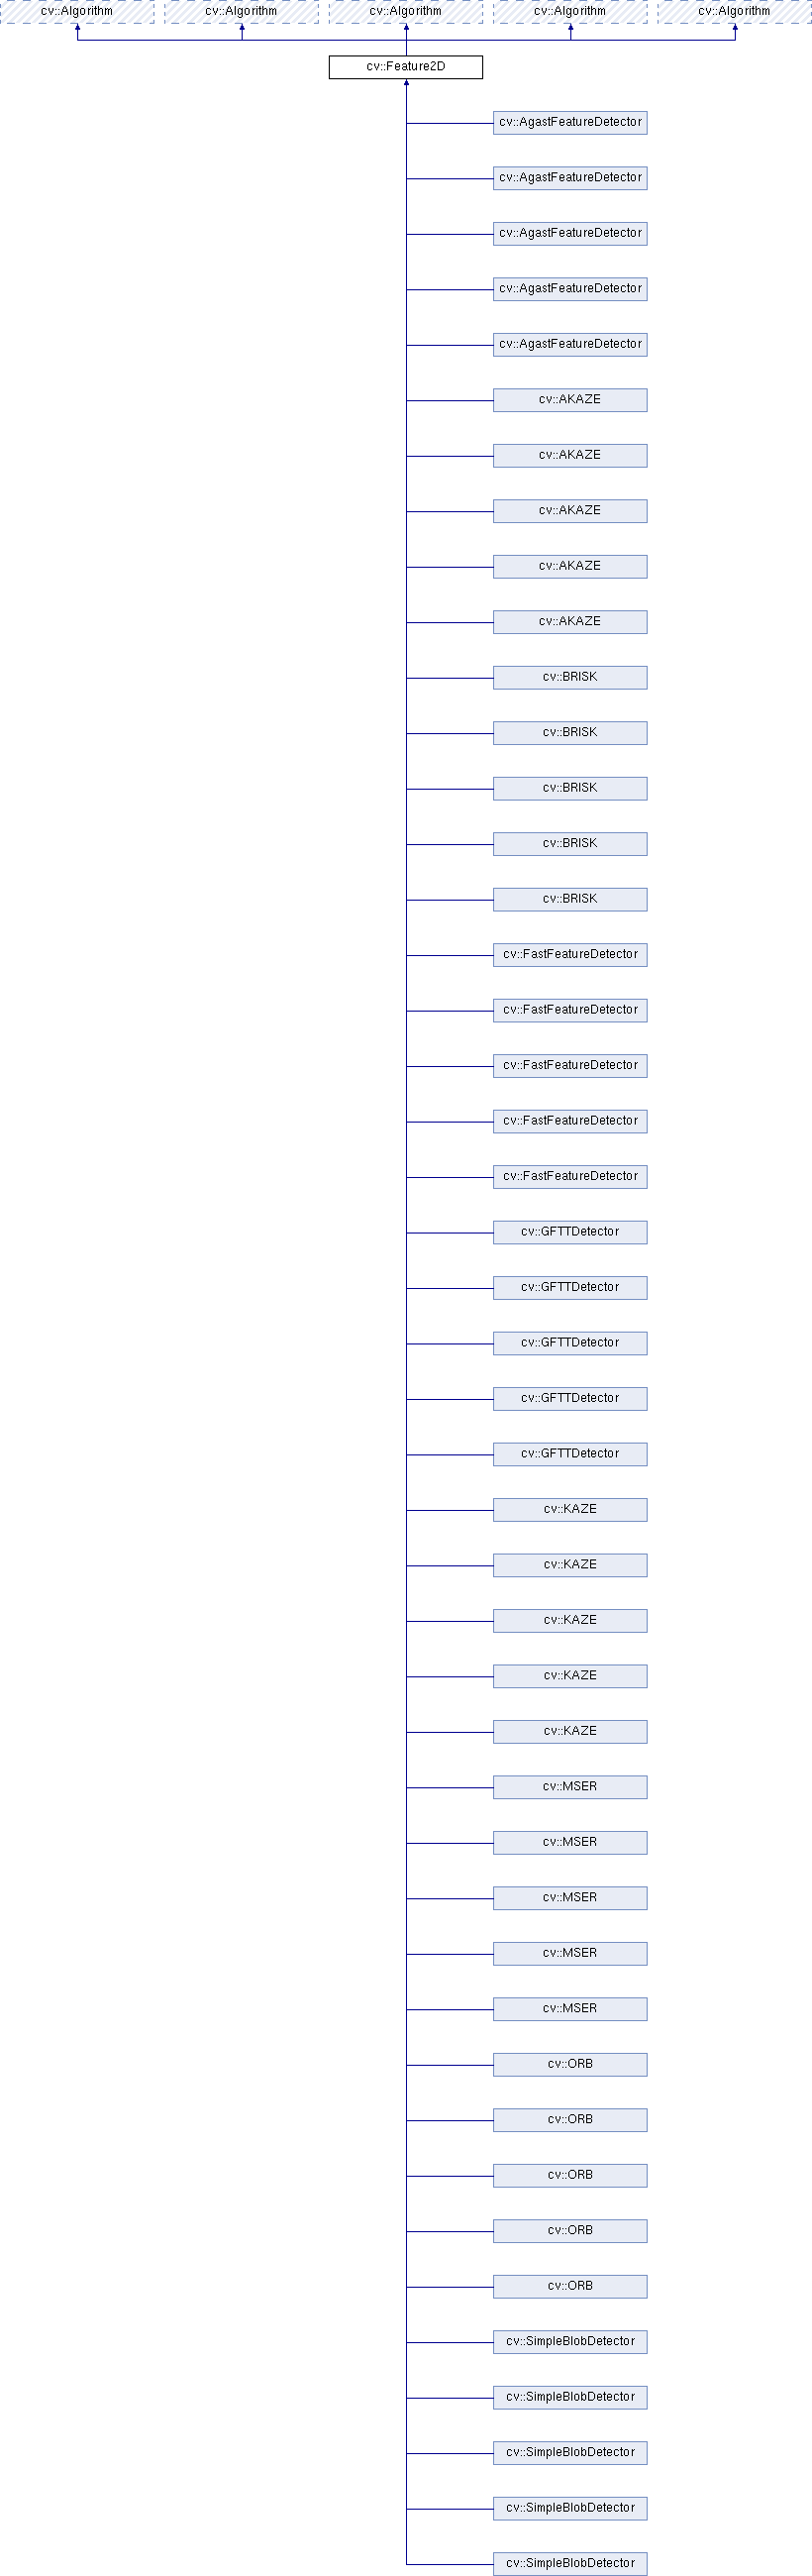 cv::Algorithm cv::Algorithm cv::Algorithm cv::Algorithm cv::Algorithm
cv::Feature2D
cv::AgastFeatureDetector
cv::AgastFeatureDetector
cv::AgastFeatureDetector
cv::AgastFeatureDetector
cv::AgastFeatureDetector
cv::AKAZE
cv::AKAZE
cv::AKAZE
cv::AKAZE
cv::AKAZE
cv::BRISK
cv::BRISK
cv::BRISK
cv::BRISK
cv::BRISK
cv::FastFeatureDetector
cv::FastFeatureDetector
cv::FastFeatureDetector
cv::FastFeatureDetector
cv::FastFeatureDetector
cv::GFTTDetector
cv::GFTTDetector
cv::GFTTDetector
cv::GFTTDetector
cv::GFTTDetector
cv::KAZE
cv::KAZE
cv::KAZE
cv::KAZE
cv::KAZE
cv::MSER
cv::MSER
cv::MSER
cv::MSER
cv::MSER
cv::ORB
cv::ORB
cv::ORB
cv::ORB
cv::ORB
cv::SimpleBlobDetector
cv::SimpleBlobDetector
cv::SimpleBlobDetector
cv::SimpleBlobDetector
cv::SimpleBlobDetector